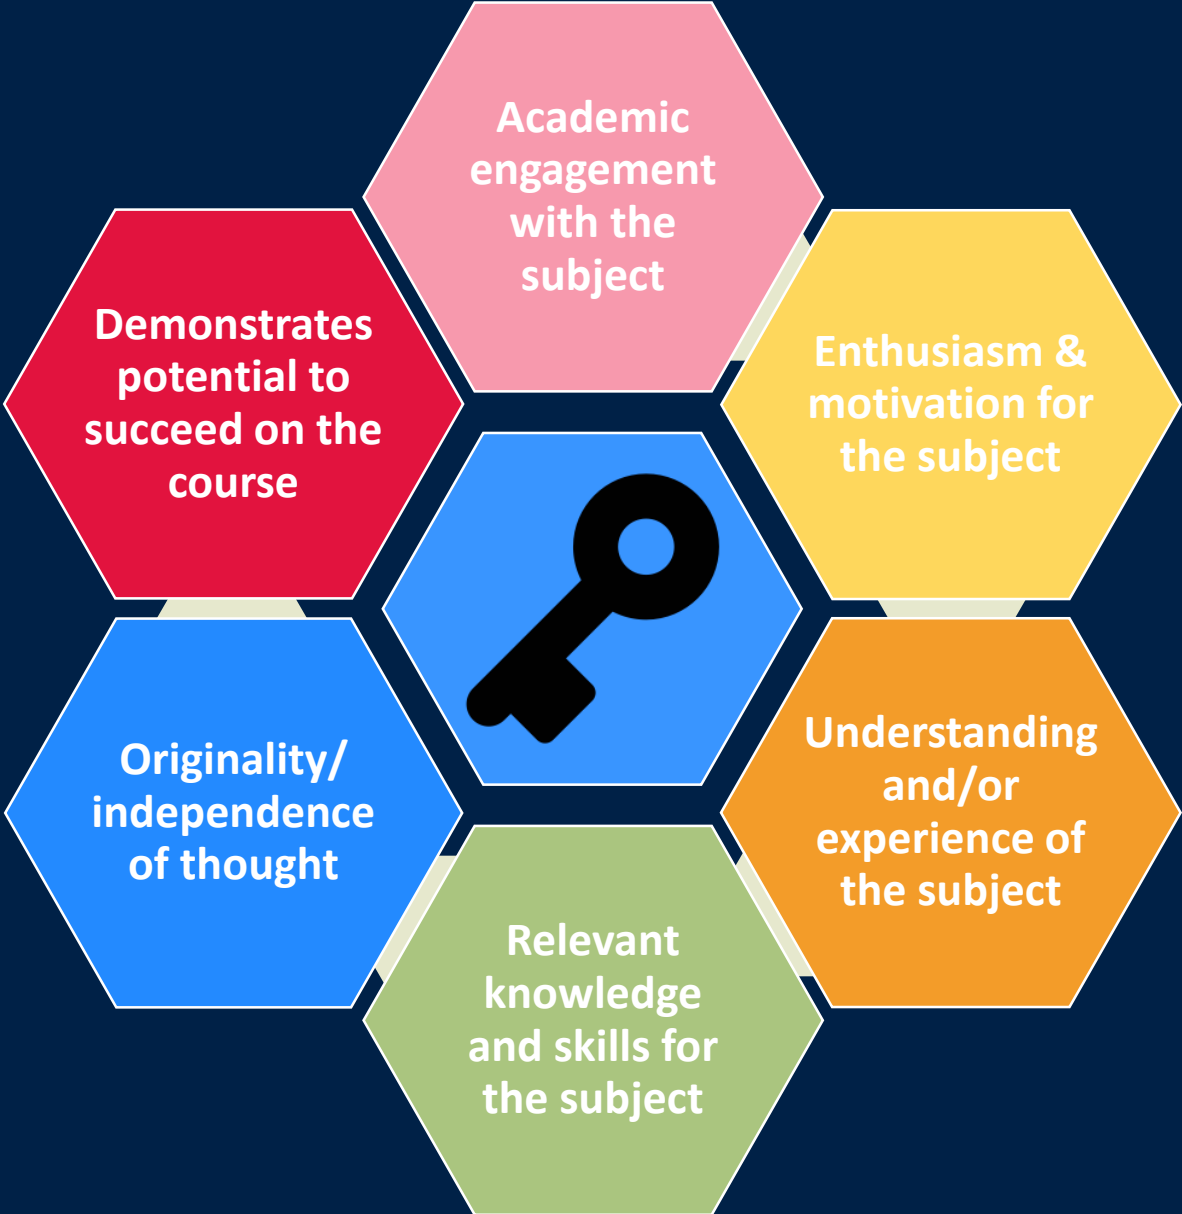 Academic
engagement
with the
subject
Enthusiasm &
motivation for
the subject
Understanding
and/or
experience of
the subject
Relevant
knowledge
and skills for
the subject
Originality/
independence
of thought
Demonstrates
potential to
succeed on the
course